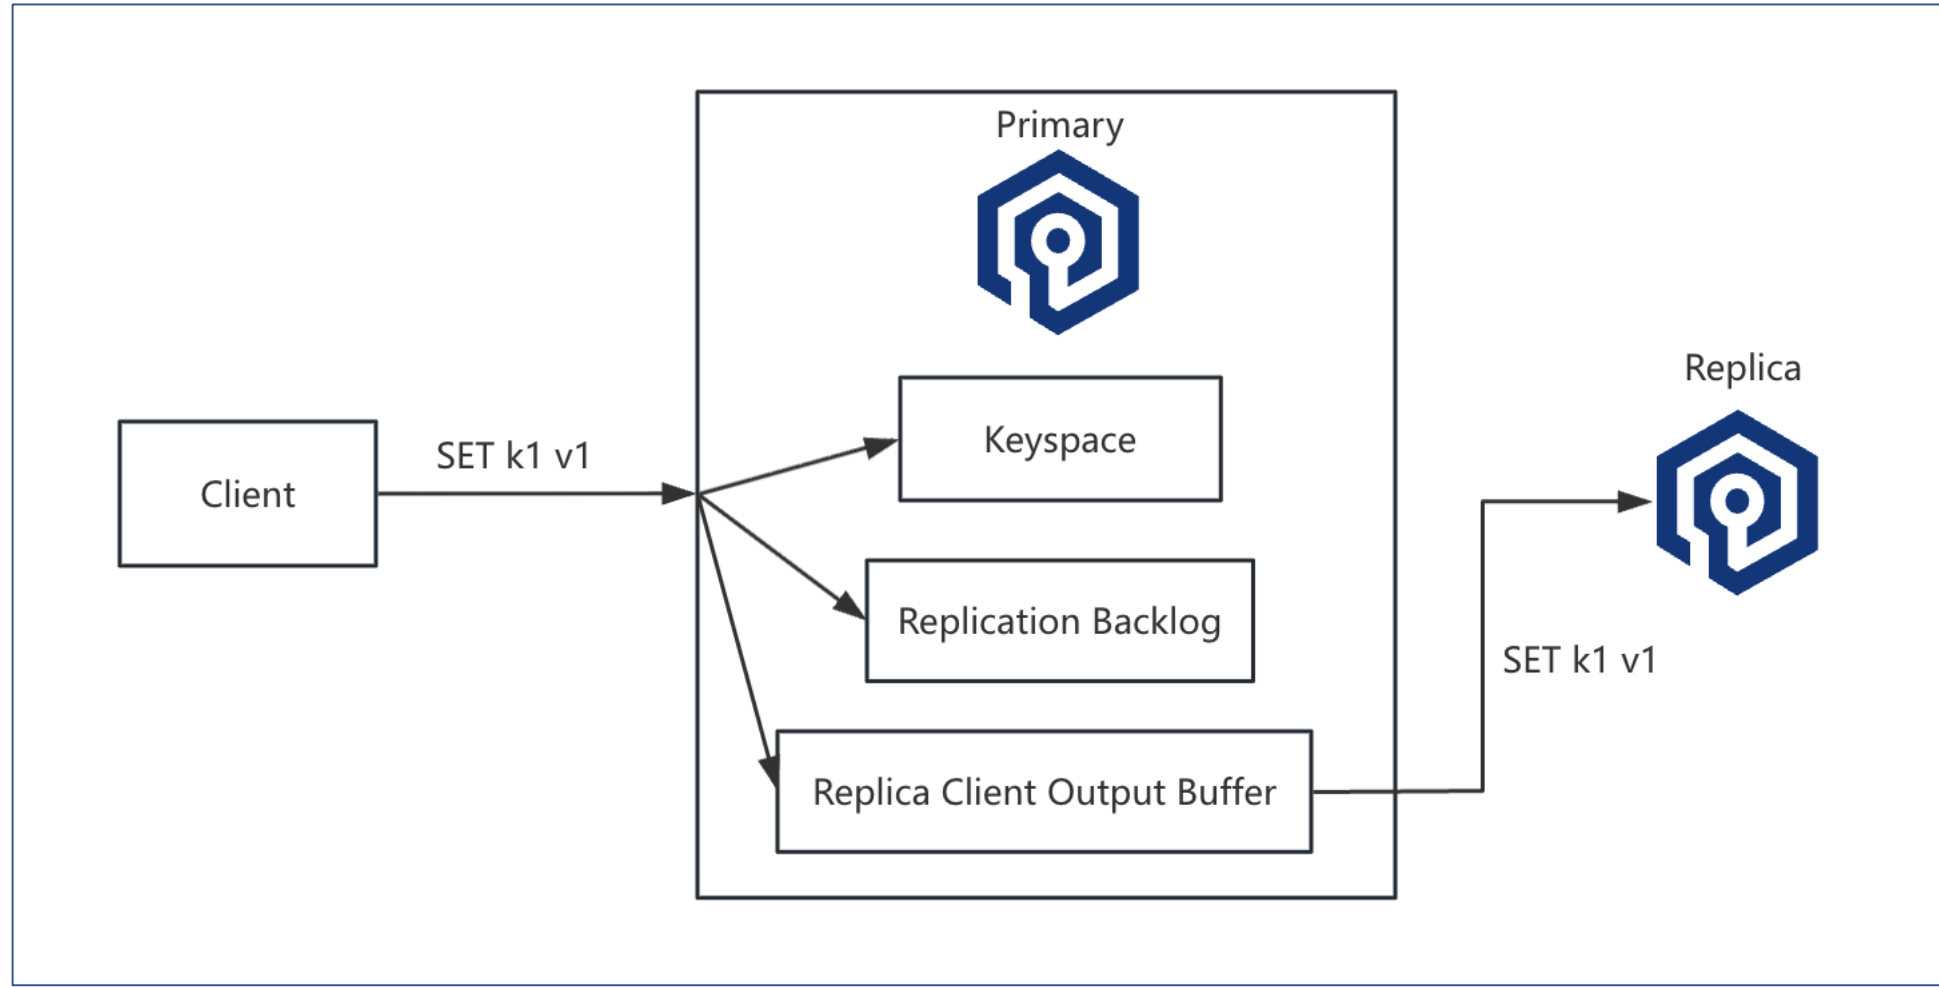 Primary
Keyspace
Replica
Client
SET k1 v1
Replication Backlog
SET k1 v1
Replica Client Output Buffer